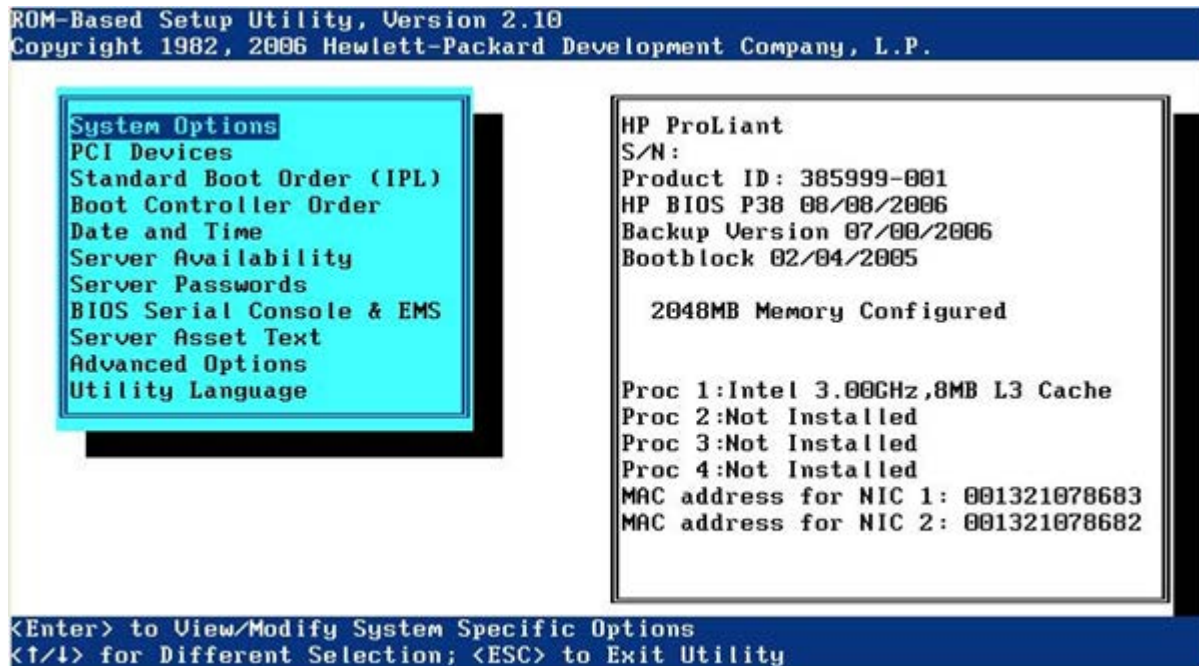 ROM-Based Setup Utility, Version 2.10
Copyright 1982, 2006 Hewlett-Packard Development Company, L.P.
System Options
PCI Devices
Standard Boot Order (IPL)
Boot Controller Order
Date and Time
Server Availability
Server Passwords
BIOS Serial Console & EMS
Server Asset Text
Advanced Options
Utility Language
HP ProLiant
S/N:
Product ID: 385999-001
HP BIOS P38 08/08/2006
Backup Version 07/00/2006
Bootblock 02/04/2005
2048MB Memory Configured
Proc 1:Intel 3.00GHz,8MB L3 Cache
Proc 2:Not Installed
Proc 3:Not Installed
Proc 4:Not Installed
MAC address for NIC 1: 001321078683
MAC address for NIC 2: 001321078682
<Enter> to View/Modify System Specific Options
<↑/↓> for Different Selection; <ESC> to Exit Utility